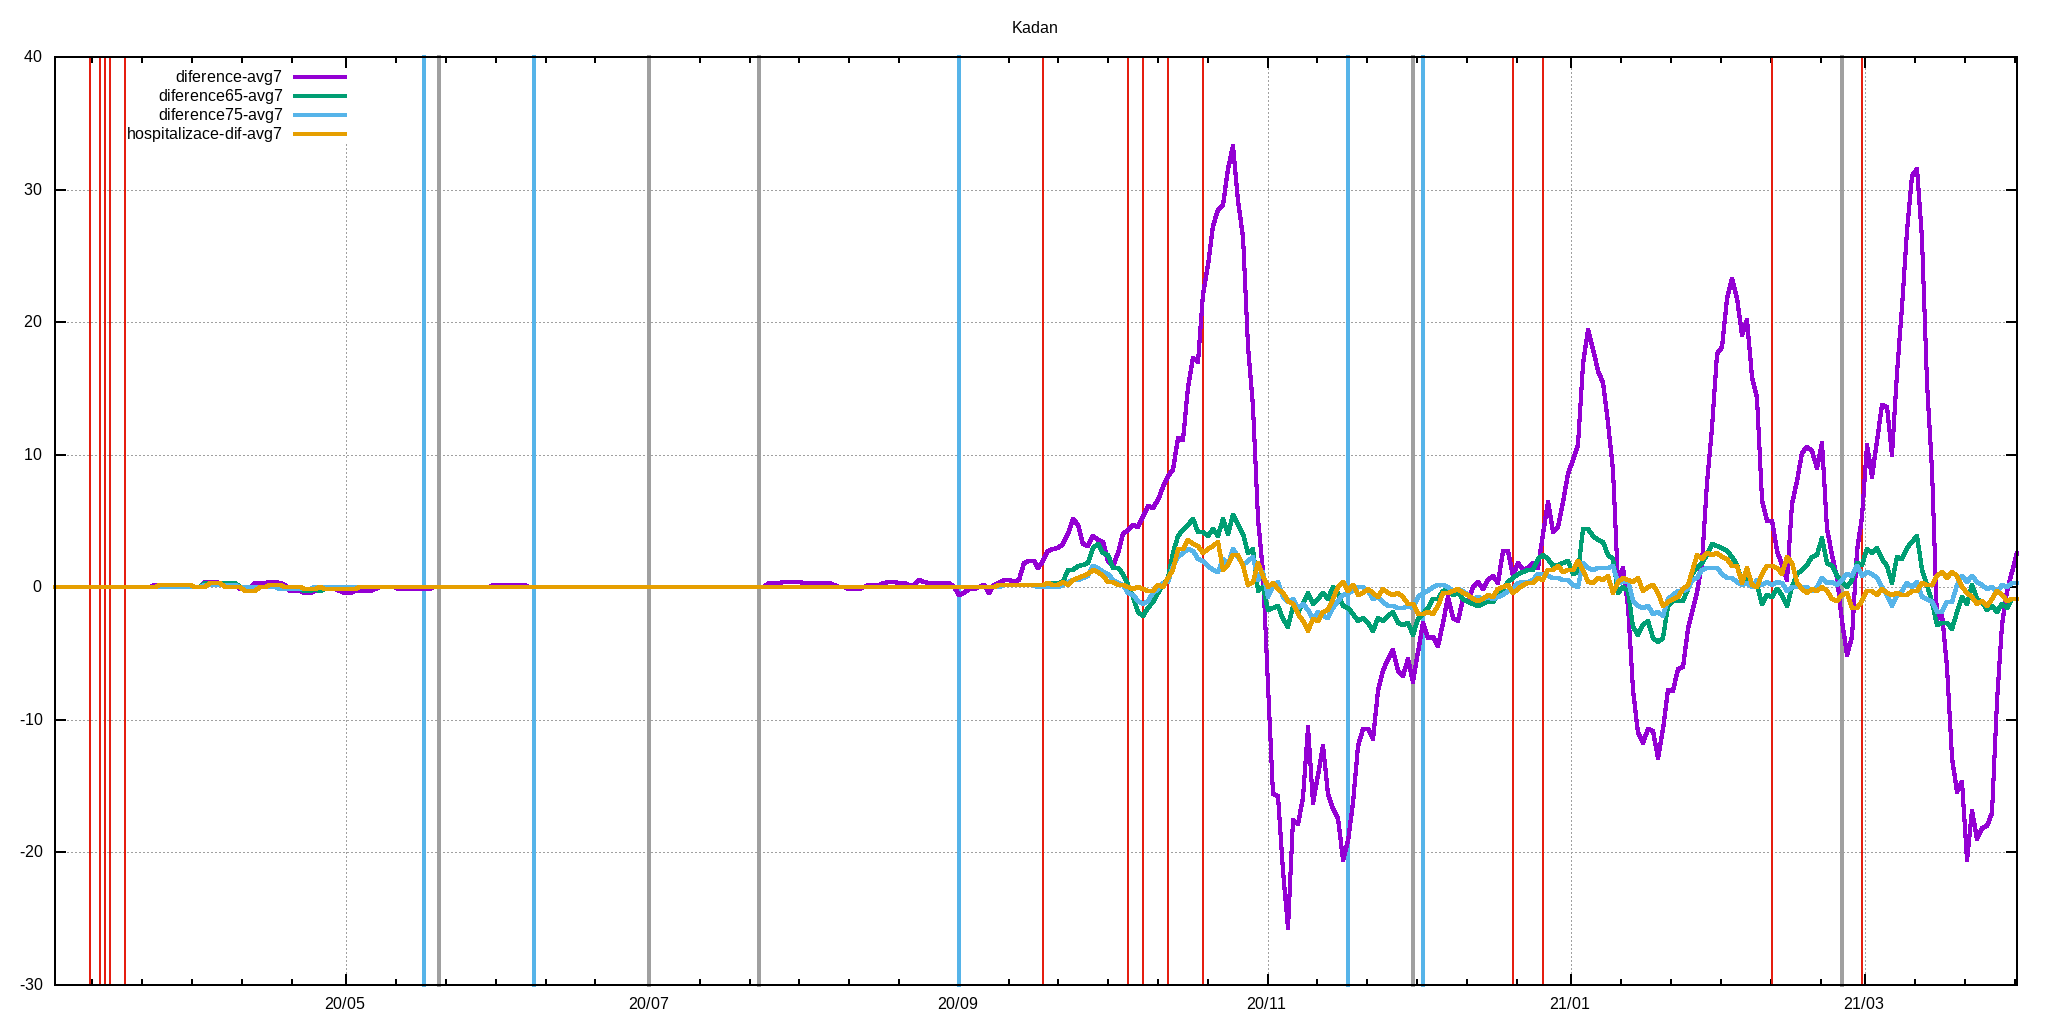 Kadan
40
diference-avg7
diference65-avg7
diference75-avg7
hospitalizace-dif-avg7
30
20
10
0
-10
-20
-30
20/05 20/07 20/09 20/11 21/01 21/03